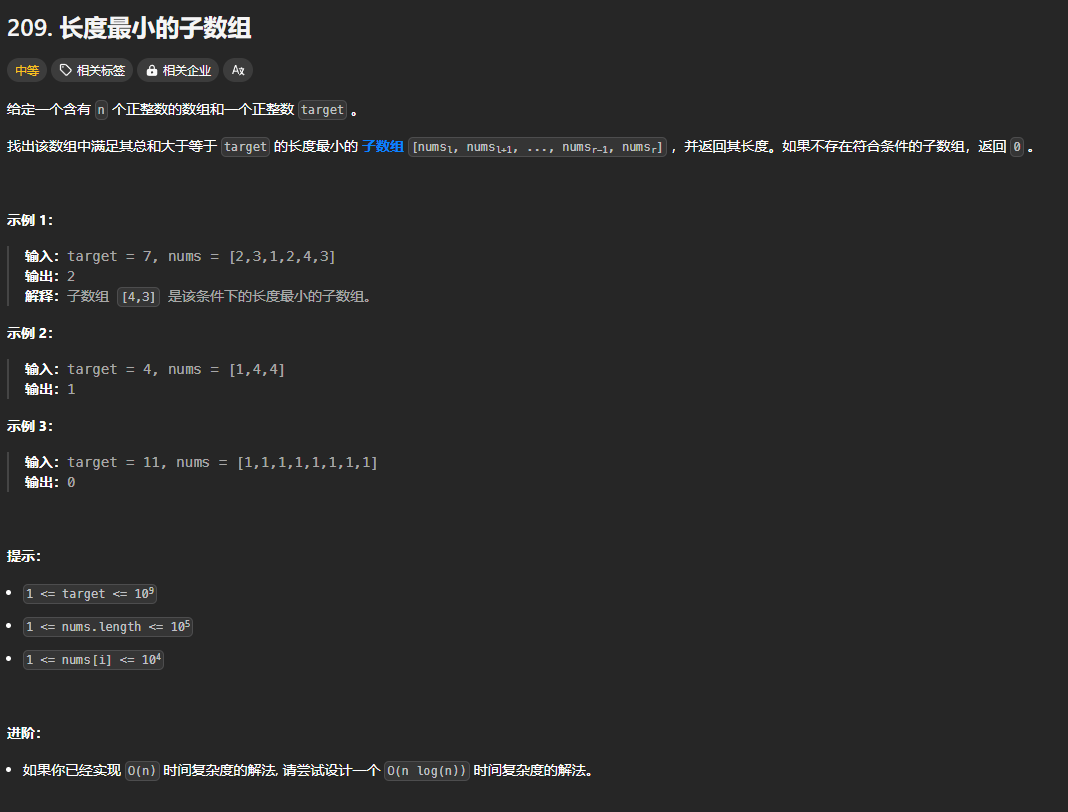 209. 长度最小的子数组
中等 相关标签 相关企业 Aあ
给定一个含有 n 个正整数的数组和一个正整数 target 。
找出该数组中满足其总和大于等于 target 的长度最小的 子数组 [numsₗ, numsₗ₊₁, ..., numsᵣ₋₁, numsᵣ] ，并返回其长度。如果不存在符合条件的子数组，返回 0 。
示例 1：
输入：target = 7, nums = [2,3,1,2,4,3]
输出：2
解释：子数组 [4,3] 是该条件下的长度最小的子数组。
示例 2：
输入：target = 4, nums = [1,4,4]
输出：1
示例 3：
输入：target = 11, nums = [1,1,1,1,1,1,1,1]
输出：0
提示：
• 1 <= target <= 10⁹
• 1 <= nums.length <= 10⁵
• 1 <= nums[i] <= 10⁴
进阶：
• 如果你已经实现 O(n) 时间复杂度的解法, 请尝试设计一个 O(n log(n)) 时间复杂度的解法。